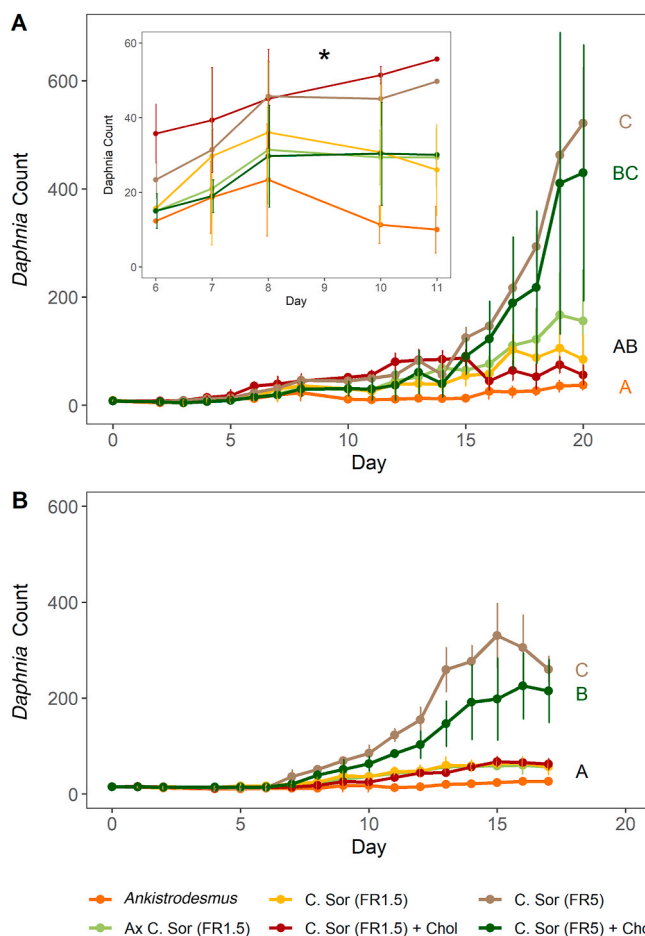 A
600
400
200
0
Daphnia Count
60
40
20
0
Daphnia Count
*
6 7 8 9 10 11
Day
C
BC
AB
A
0 5 10 15 20
Day
B
600
400
200
0
Daphnia Count
C
B
A
0 5 10 15 20
Day
Ankistrodesmus C. Sor (FR1.5) C. Sor (FR5)
Ax C. Sor (FR1.5) C. Sor (FR1.5) + Chol C. Sor (FR5) + Cho